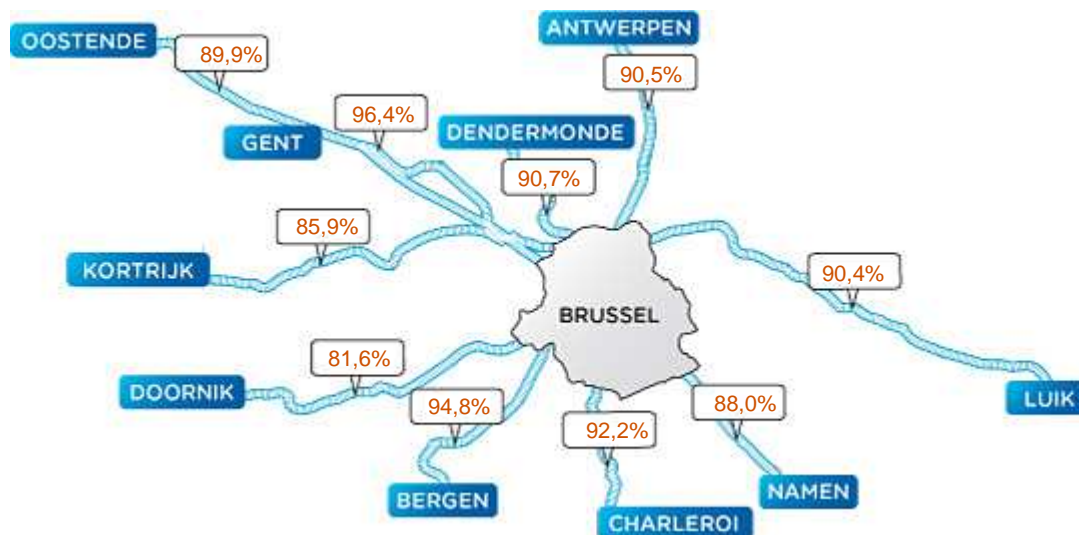 ANTWERPEN
OOSTENDE
89,9%
90,5%
96,4%
DENDERMONDE
GENT
90,7%
85,9%
KORTRIJK
90,4%
BRUSSEL
81,6%
DOORNIK
LUIK
94,8%
88,0%
92,2%
BERGEN
NAMEN
CHARLEROI